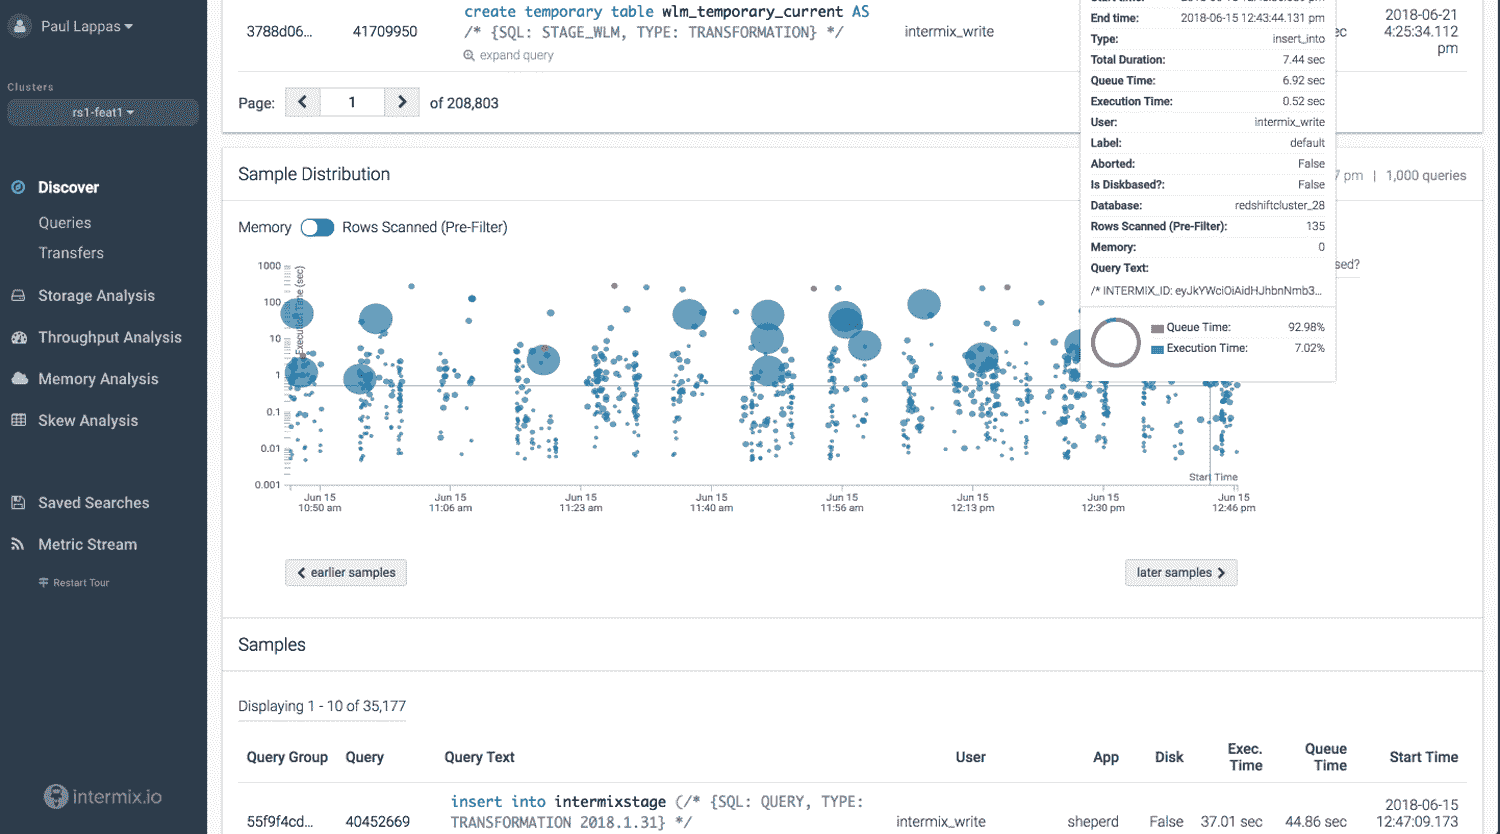 Paul Lappas
Clusters
rs1-feat1
Discover
Queries
Transfers
Storage Analysis
Throughput Analysis
Memory Analysis
Skew Analysis
Saved Searches
Metric Stream
Restart Tour
intermix.io
3788d06...
41709950
create temporary table wlm_temporary_current AS
/* {SQL: STAGE_WLM, TYPE: TRANSFORMATION} */
expand query
intermix_write
ec
2018-06-21
4:25:34.112
pm
Page:
1
of 208,803
Sample Distribution
7 pm | 1,000 queries
Memory
Rows Scanned (Pre-Filter)
sed?
End time: 2018-06-15 12:43:44.131 pm
Type: insert_into
Total Duration: 7.44 sec
Queue Time: 6.92 sec
Execution Time: 0.52 sec
User: intermix_write
Label: default
Aborted: False
Is Diskbased?: False
Database: redshiftcluster_28
Rows Scanned (Pre-Filter): 135
Memory: 0
Query Text:
/* INTERMIX_ID: eyJkYWciOiAidHJhbnNmb3...
Queue Time: 92.98%
Execution Time: 7.02%
Execution Time (sec)
1000
100
10
1
0.1
0.01
0.001
Start Time
Jun 15
10:50 am
Jun 15
11:06 am
Jun 15
11:23 am
Jun 15
11:40 am
Jun 15
11:56 am
Jun 15
12:13 pm
Jun 15
12:30 pm
Jun 15
12:46 pm
earlier samples
later samples
Samples
Displaying 1 - 10 of 35,177
Query Group
Query
Query Text
User
App
Disk
Exec.
Time
Queue
Time
Start Time
55f9f4cd...
40452669
insert into intermixstage (/* {SQL: QUERY, TYPE:
TRANSFORMATION 2018.1.31} */
intermix_write
sheperd
False
37.01 sec
44.86 sec
2018-06-15
12:47:09.173